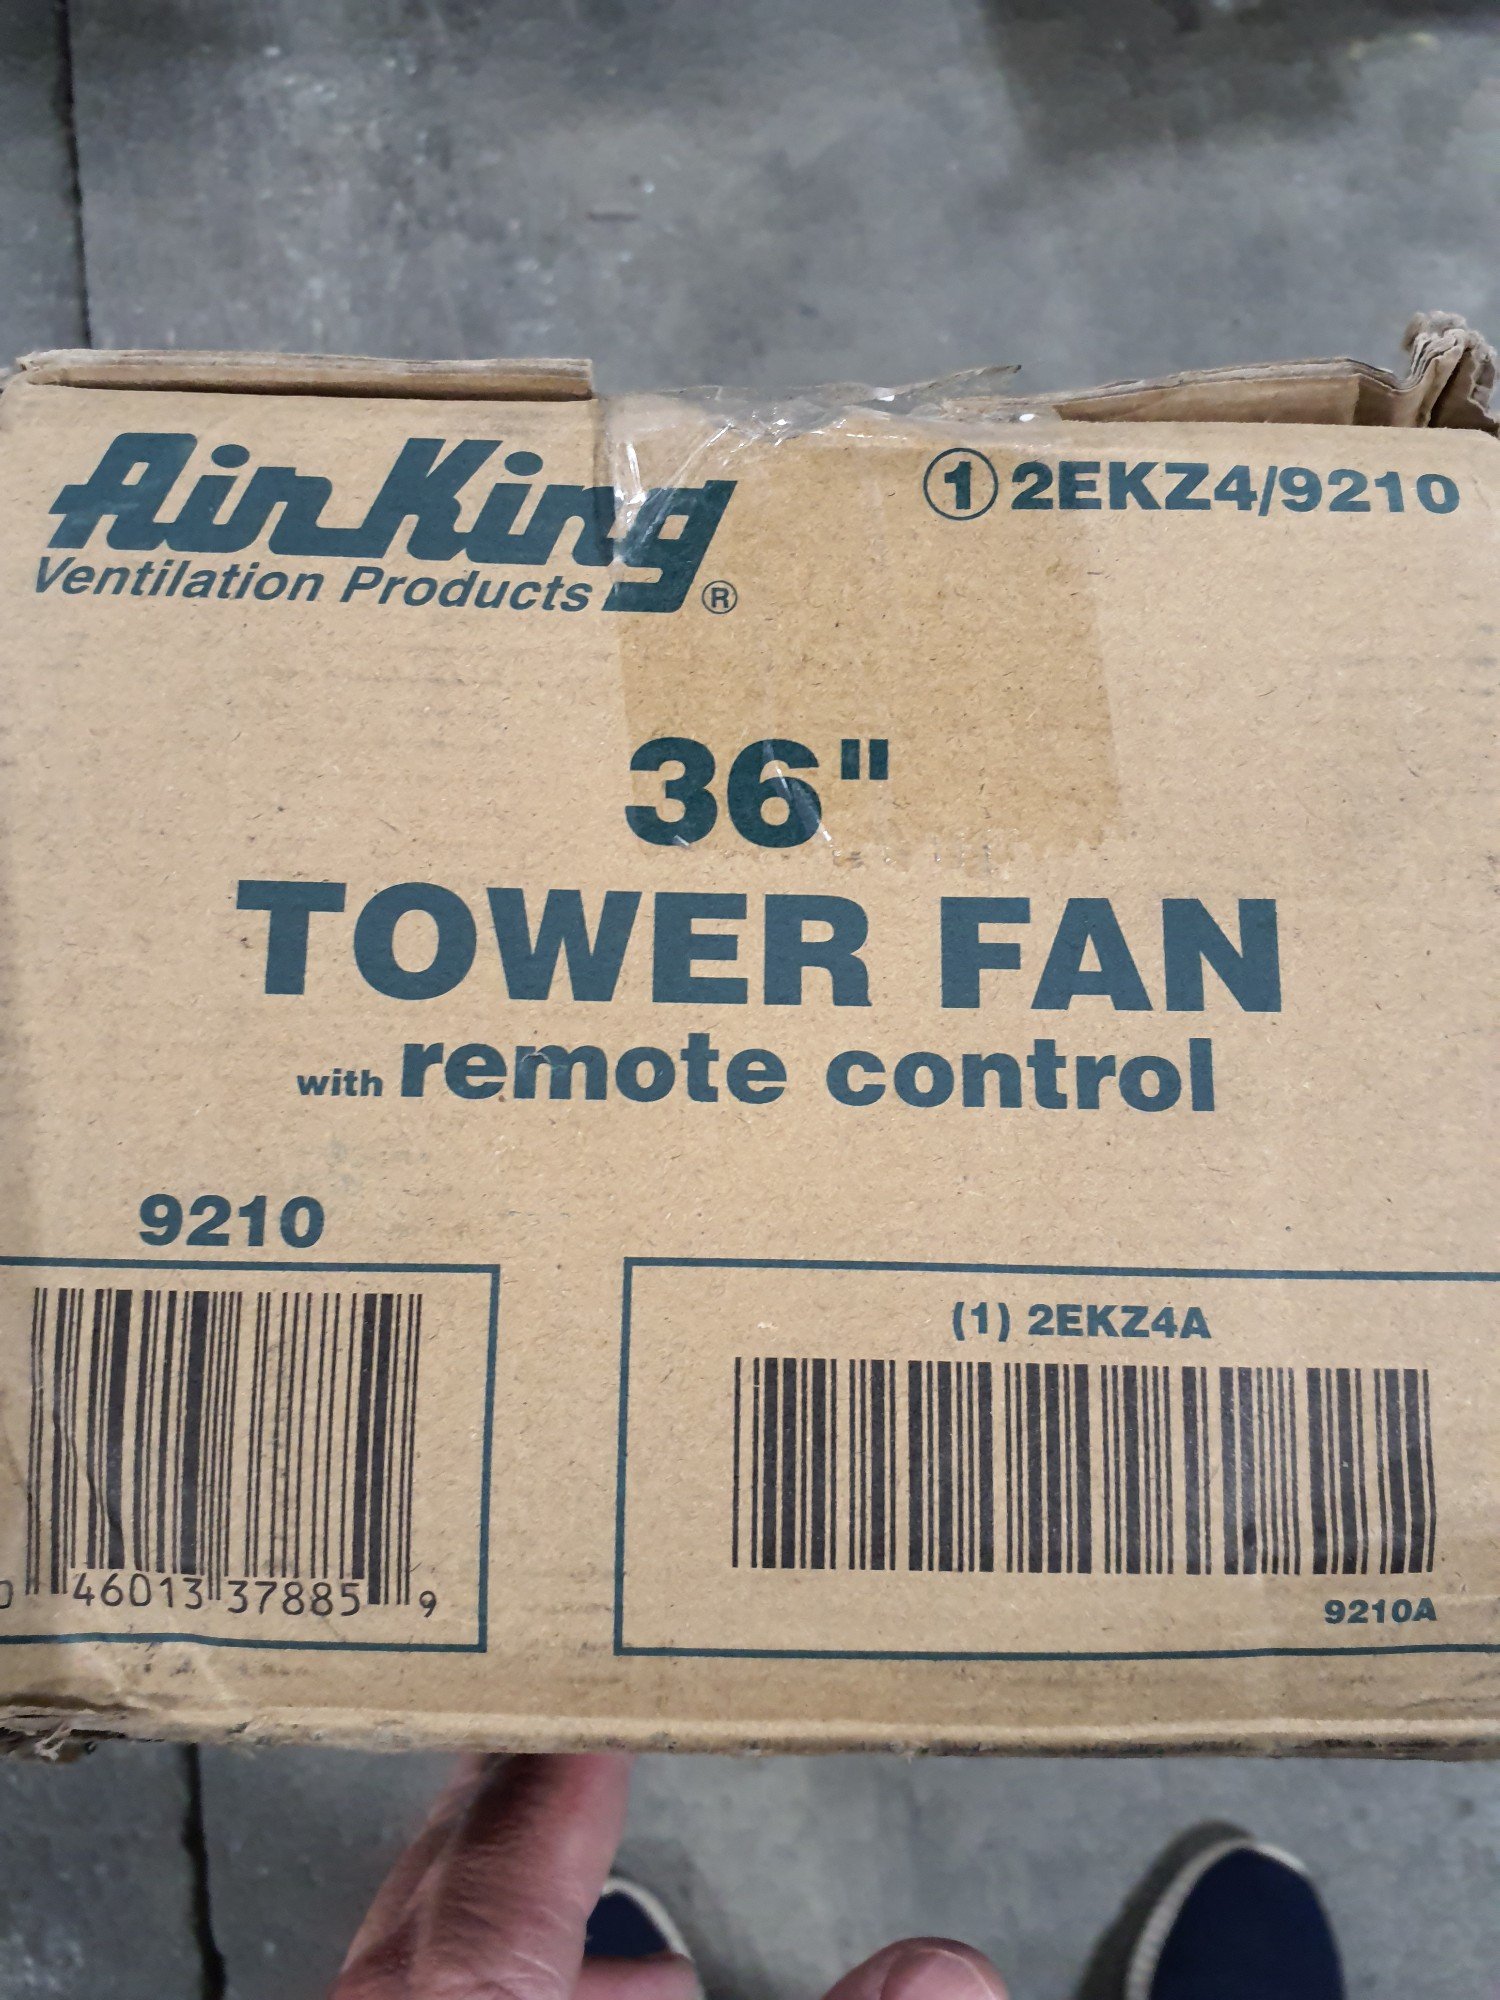 Air King
Ventilation Products ®
① 2EKZ4/9210
36"
TOWER FAN
with remote control
9210
0 46013 37885 9
(1) 2EKZ4A
9210A